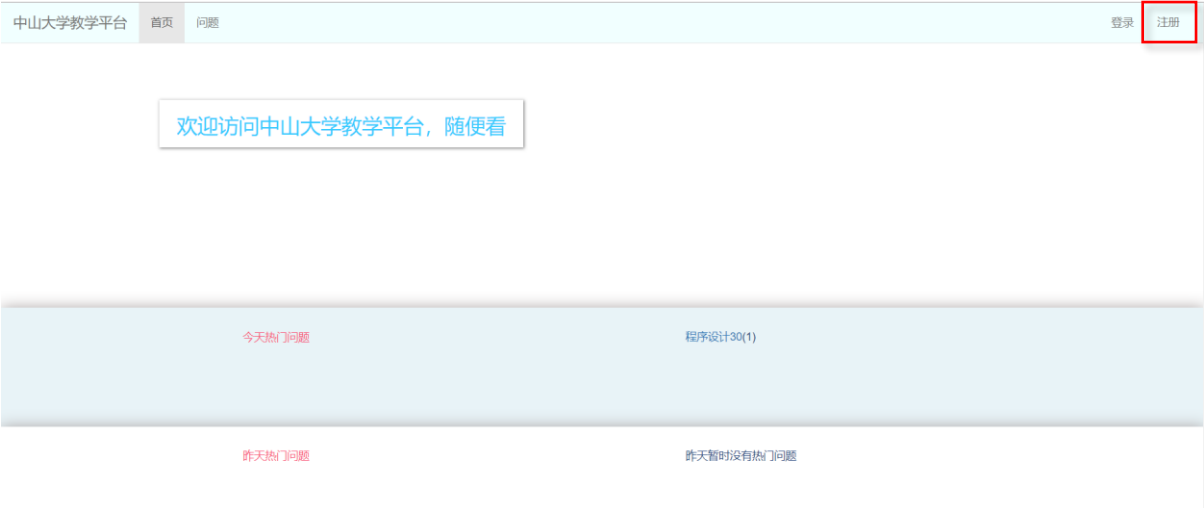 中山大学教学平台 首页 问题 登录 注册
欢迎访问中山大学教学平台，随便看
今天热门问题 程序设计30(1)
昨天热门问题 昨天暂时没有热门问题